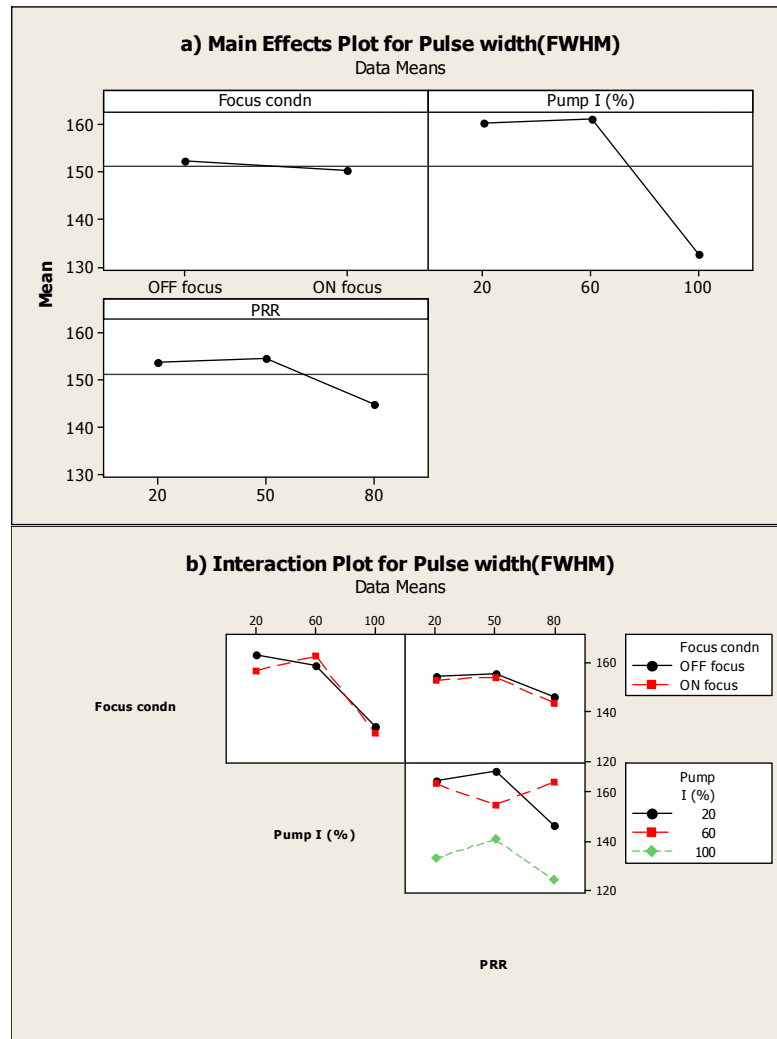 a) Main Effects Plot for Pulse width(FWHM)
Data Means
Focus condn
Pump I (%)
160
150
140
130
OFF focus
ON focus
20
60
100
PRR
160
150
140
130
20
50
80
Mean
b) Interaction Plot for Pulse width(FWHM)
Data Means
20
60
100
20
50
80
Focus condn
160
140
120
Focus condn
OFF focus
ON focus
Pump I (%)
160
140
120
Pump
I (%)
20
60
100
PRR